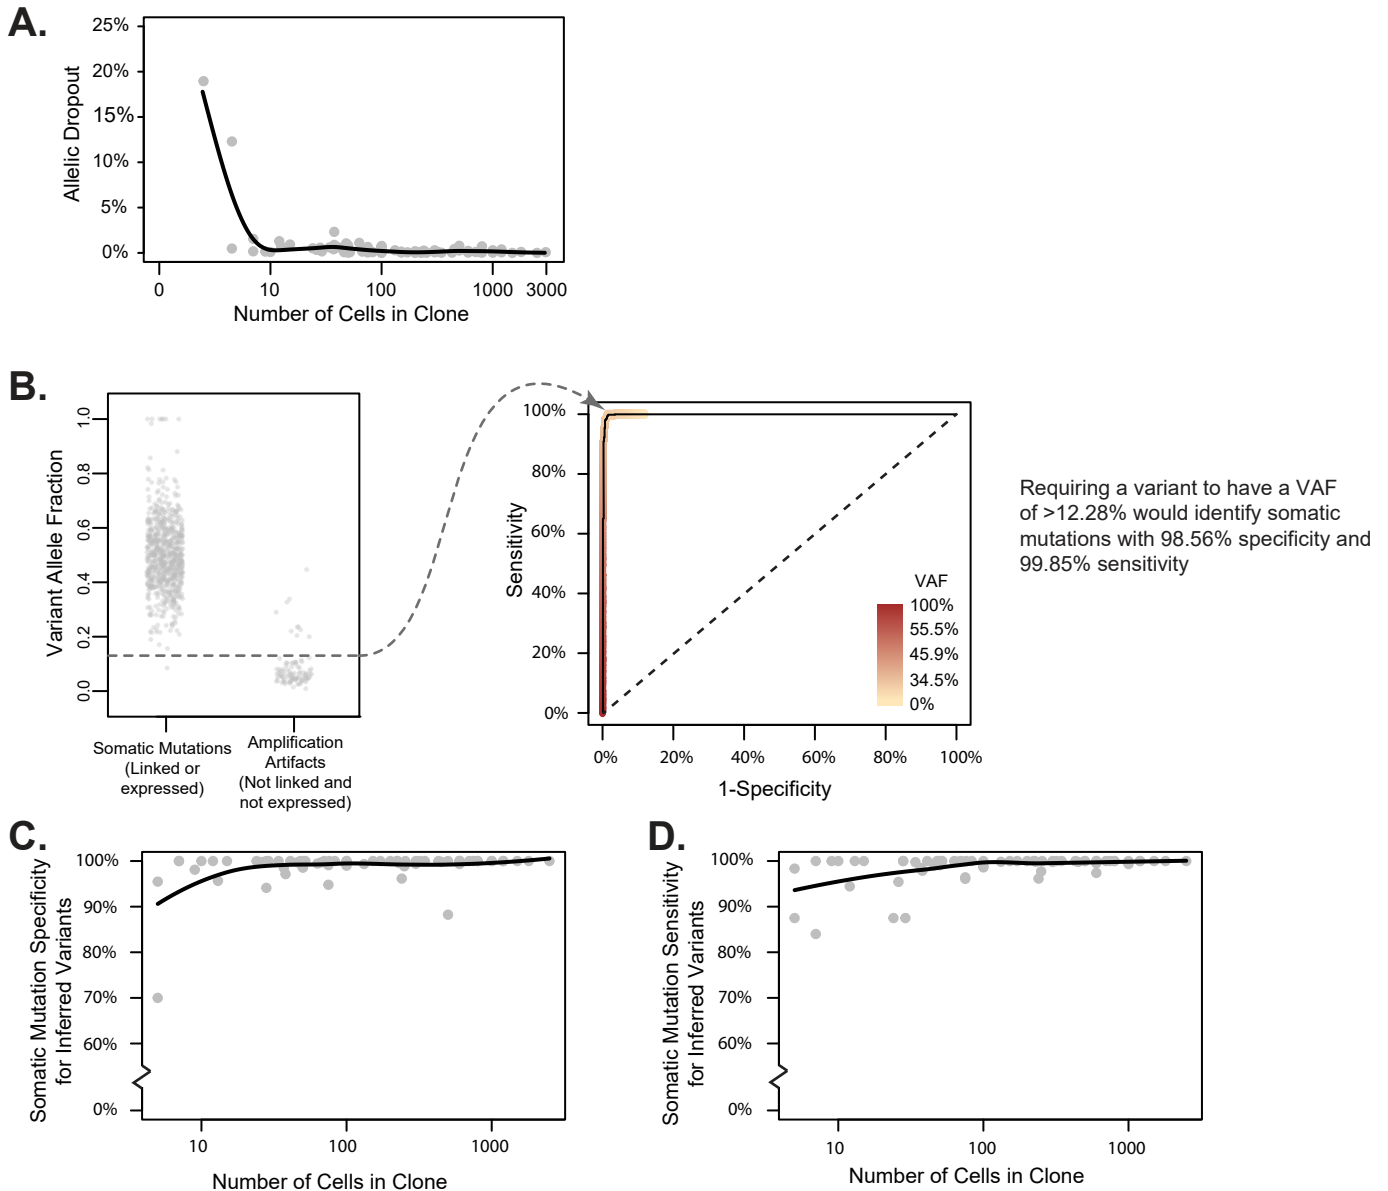 A.
25%
20%
15%
10%
5%
0%
Allelic Dropout
0 10 100 1000 3000
Number of Cells in Clone
B.
1.0
0.8
0.6
0.4
0.2
0.0
Variant Allele Fraction
Somatic Mutations
(Linked or
expressed)
Amplification
Artifacts
(Not linked and
not expressed)
100%
80%
60%
40%
20%
0%
Sensitivity
VAF
100%
55.5%
45.9%
34.5%
0%
0% 20% 40% 60% 80% 100%
1-Specificity
Requiring a variant to have a VAF
of >12.28% would identify somatic
mutations with 98.56% specificity and
99.85% sensitivity
C.
100%
90%
80%
70%
60%
0%
Somatic Mutation Specificity
for Inferred Variants
10 100 1000
Number of Cells in Clone
D.
100%
90%
80%
70%
60%
0%
Somatic Mutation Sensitivity
for Inferred Variants
10 100 1000
Number of Cells in Clone